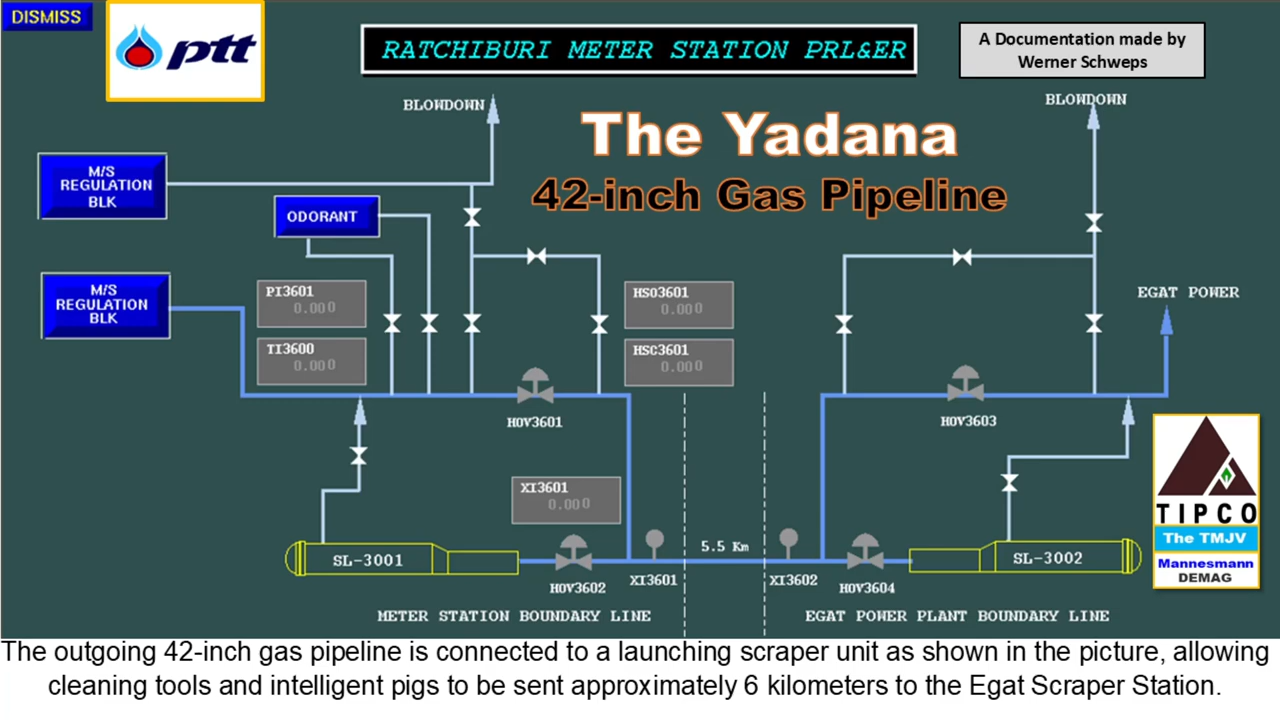 DISMISS
ptt
RATCHIBURI METER STATION PRL&ER
A Documentation made by
Werner Schweps
BLOWDOWN
BLOWDOWN
The Yadana
42-inch Gas Pipeline
M/S
REGULATION
BLK
ODORANT
M/S
REGULATION
BLK
PI3601
0.000
TI3600
0.000
HSO3601
0.000
HSC3601
0.000
EGAT POWER
HOV3601
HOV3603
XI3601
0.000
SL-3001
HOV3602
XI3601
5.5 Km
XI3602
HOV3604
SL-3002
TIPCO
The TMJV
Mannesmann
DEMAG
METER STATION BOUNDARY LINE
EGAT POWER PLANT BOUNDARY LINE
The outgoing 42-inch gas pipeline is connected to a launching scraper unit as shown in the picture, allowing
cleaning tools and intelligent pigs to be sent approximately 6 kilometers to the Egat Scraper Station.